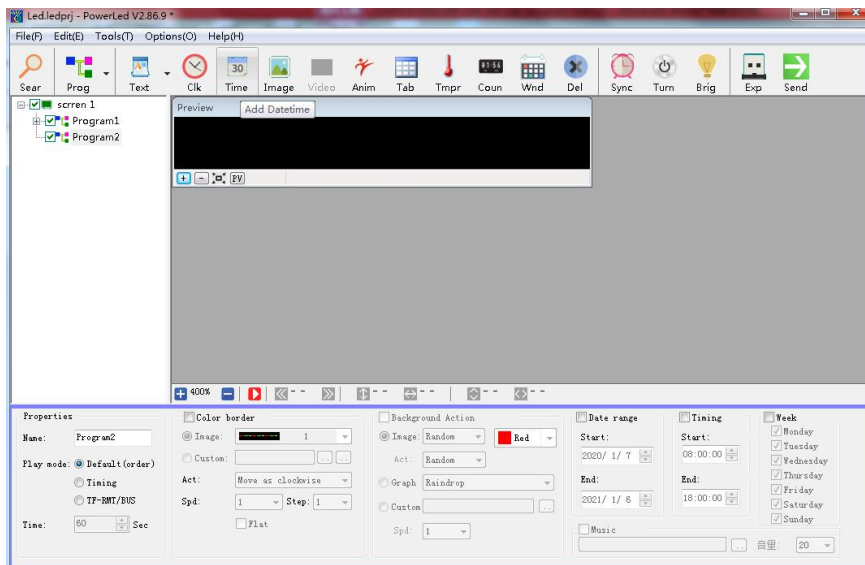 Led.ledprj - PowerLed V2.86.9 *
File(F) Edit(E) Tools(T) Options(O) Help(H)
30 01:56
Sear Prog Text Clk Time Image Video Anim Tab Tmpr Coun Wnd Del Sync Turn Brig Exp Send
scrren 1
Program1
Program2
Preview
Add Datetime
PV
400%
Properties
Name: Program2
Play mode: Default(order)
Timing
TF-RMT/BUS
Time: 60 Sec
Color border
Image: 1
Custom: ... ...
Act: Move as clockwise
Spd: 1 Step: 1
Flat
Background Action
Image: Random Red
Act: Random
Graph Raindrop
Custom ...
Spd: 1
Date range
Start:
2020/ 1/ 7
End:
2021/ 1/ 6
Timing
Start:
08:00:00
End:
18:00:00
Week
Monday
Tuesday
Wednesday
Thursday
Friday
Saturday
Sunday
Music
... 音量: 20